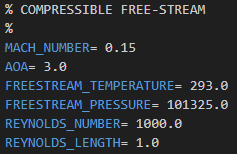 % COMPRESSIBLE FREE-STREAM
%
MACH_NUMBER= 0.15
AOA= 3.0
FREESTREAM_TEMPERATURE= 293.0
FREESTREAM_PRESSURE= 101325.0
REYNOLDS_NUMBER= 1000.0
REYNOLDS_LENGTH= 1.0